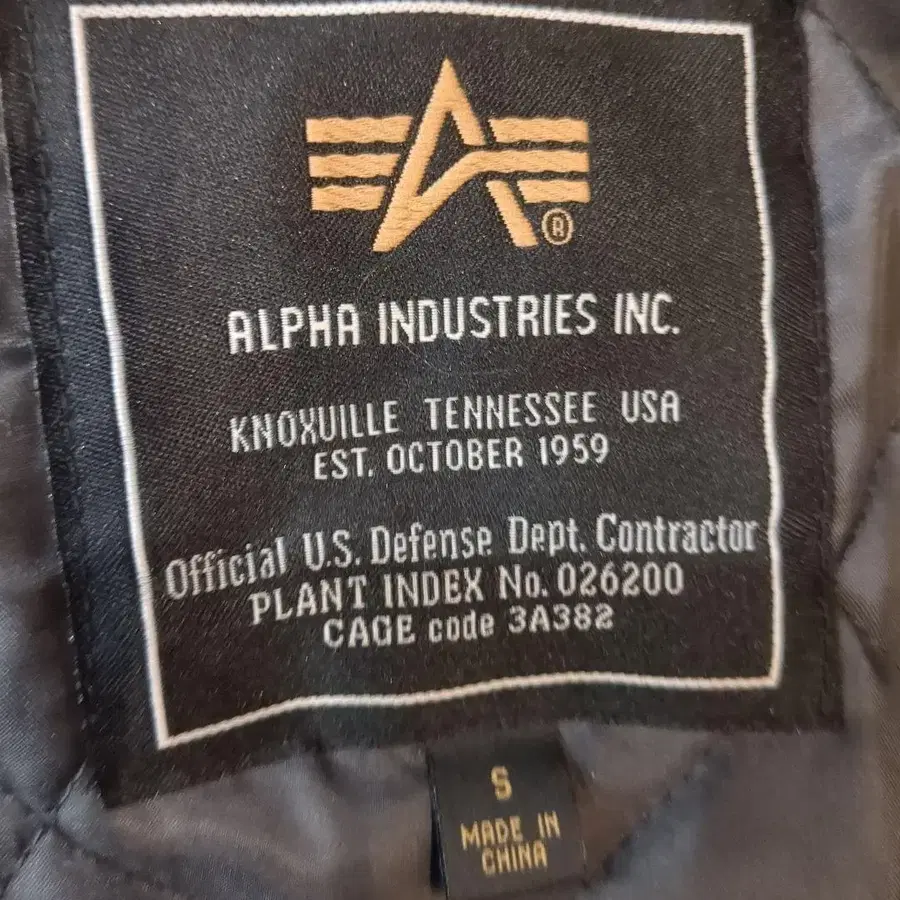 ®
ALPHA INDUSTRIES INC.
KNOXVILLE TENNESSEE USA
EST. OCTOBER 1959
Official U.S. Defense Dept. Contractor
PLANT INDEX No. 026200
CAGE code 3A382
S
MADE IN
CHINA